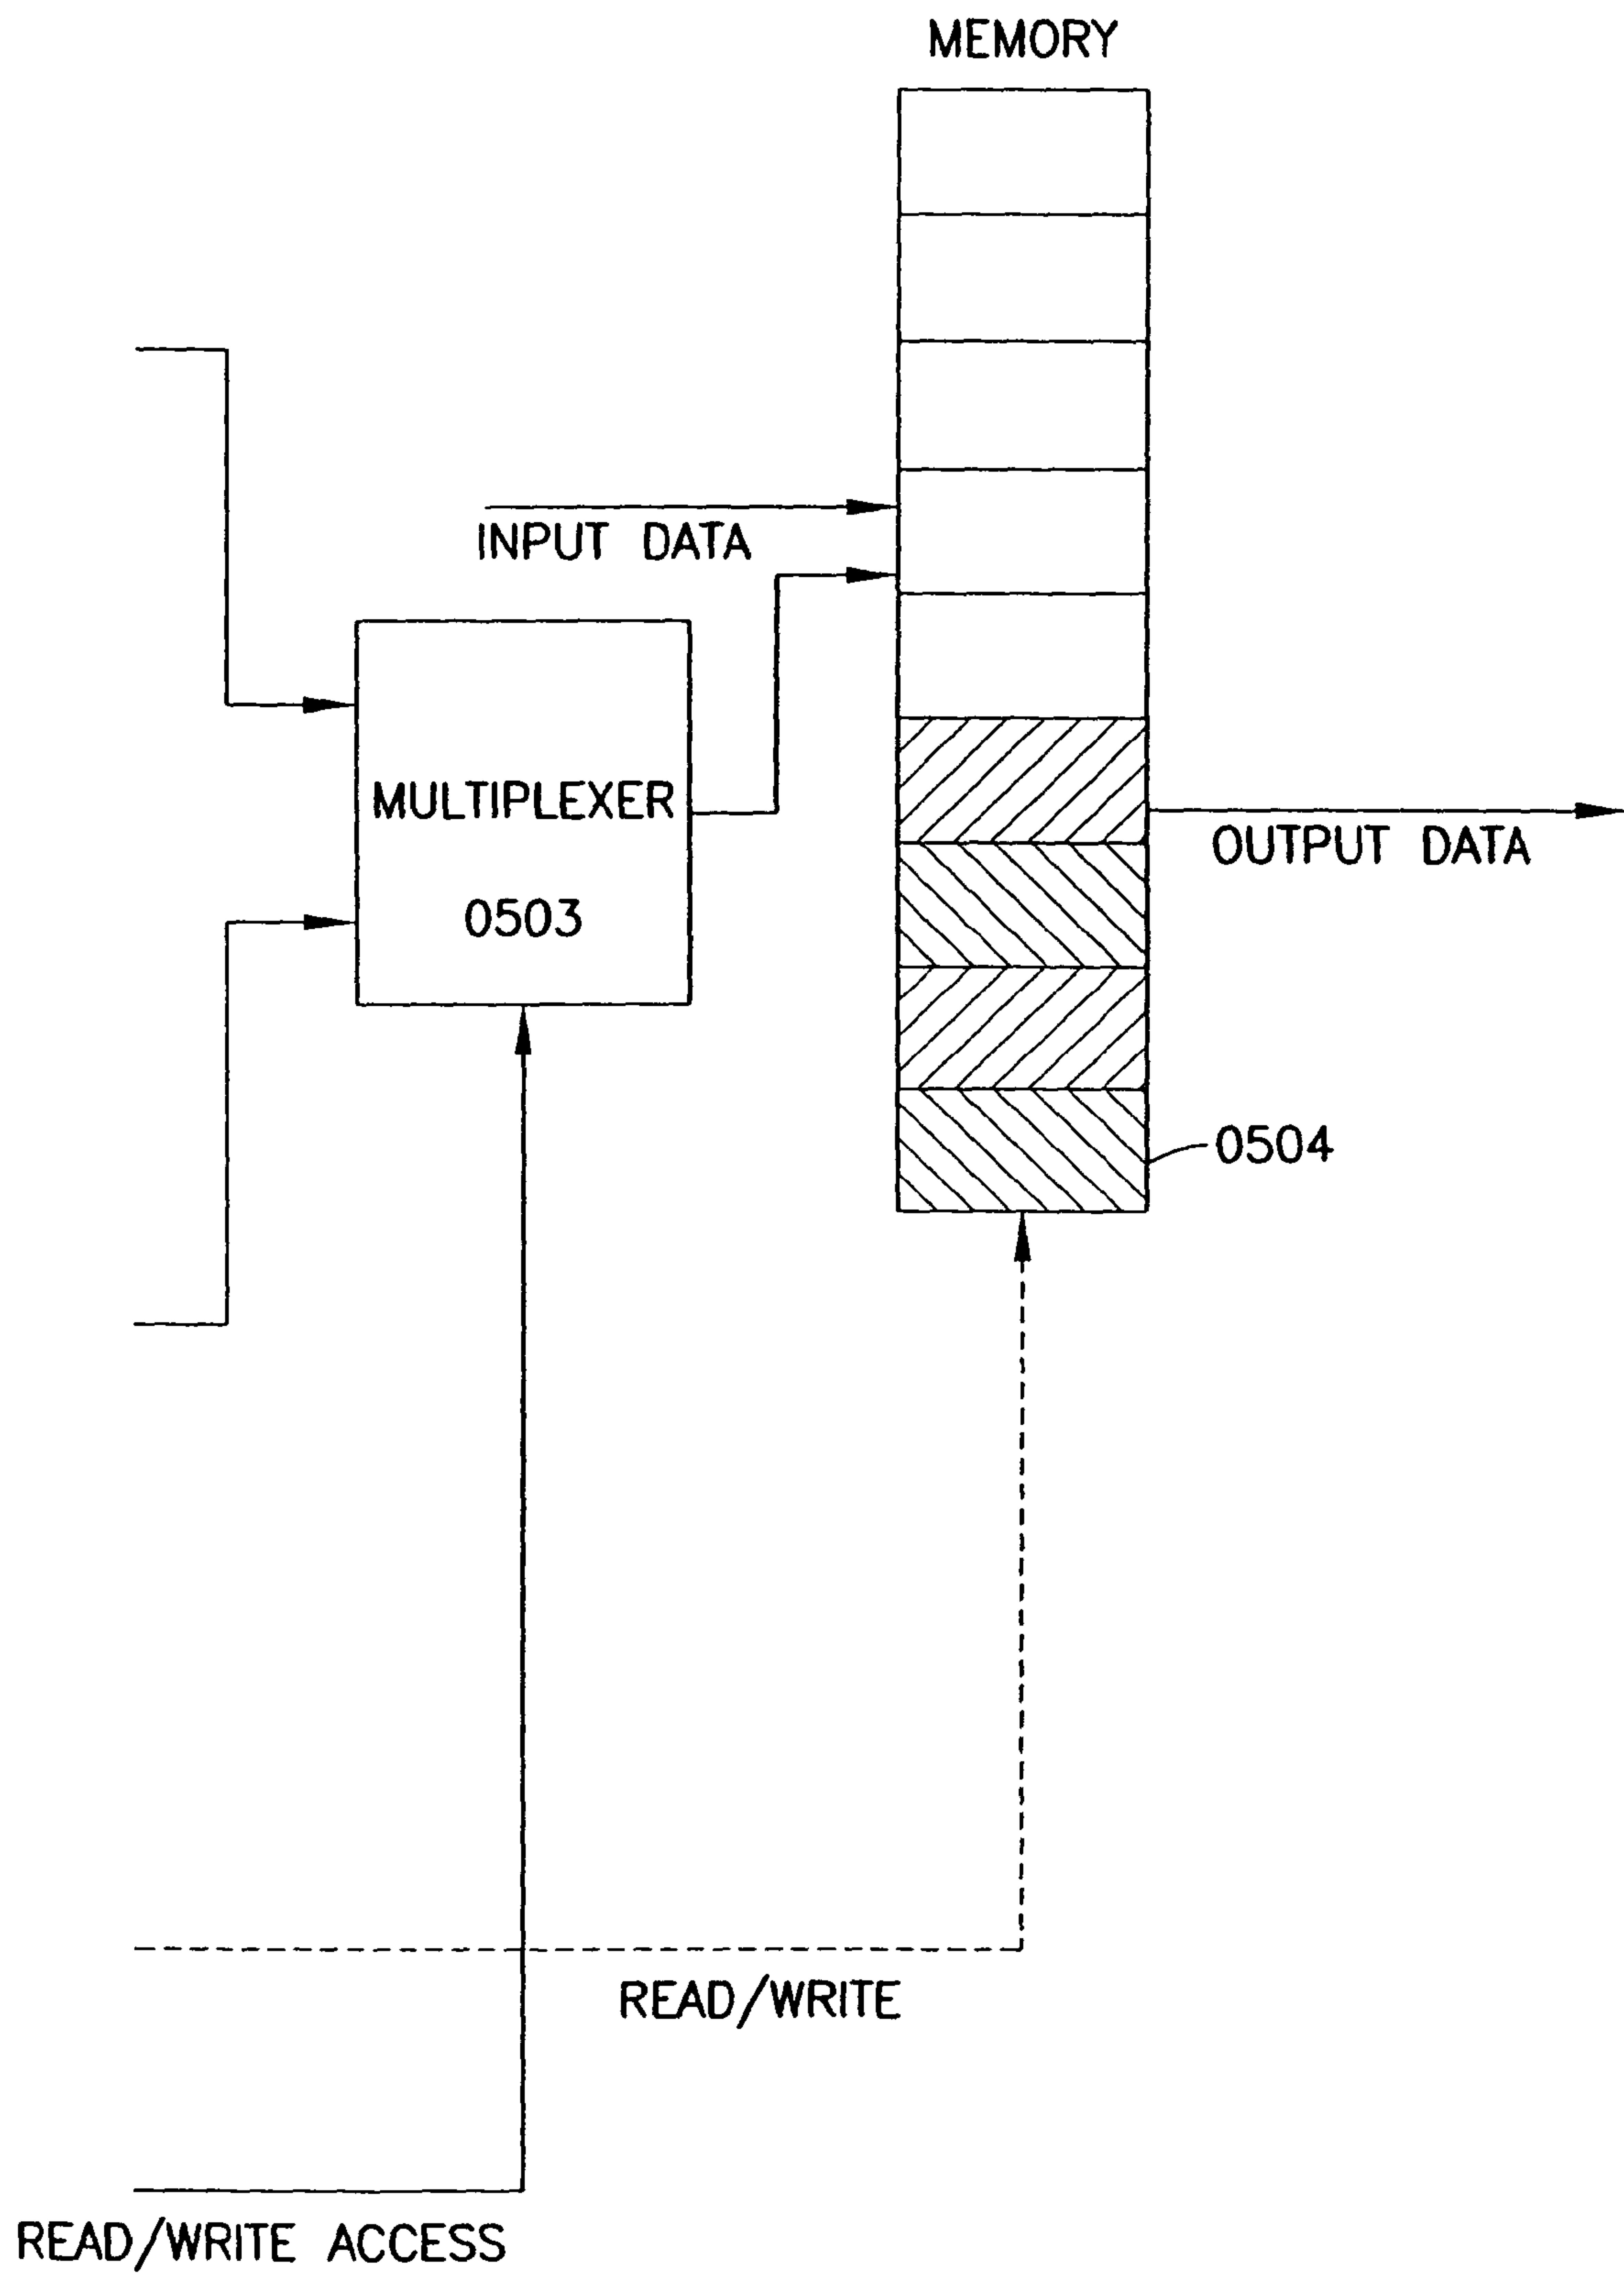 MEMORY
INPUT DATA
MULTIPLEXER
0503
OUTPUT DATA
0504
READ/WRITE
READ/WRITE ACCESS